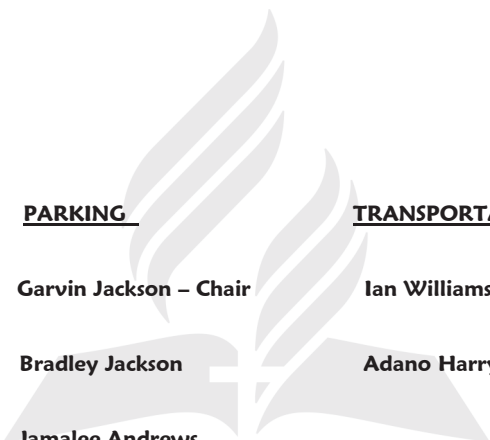 PARKING TRANSPORTA
Garvin Jackson – Chair Ian Williams
Bradley Jackson Adano Harry
Jamalee Andrews